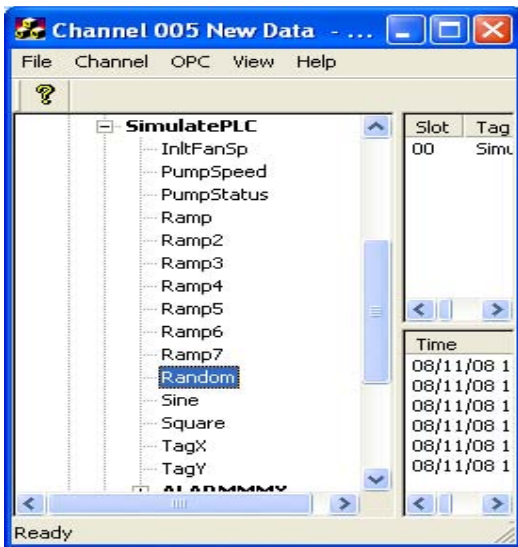 Channel 005 New Data - ...
File Channel OPC View Help
SimulatePLC
InltFanSp
PumpSpeed
PumpStatus
Ramp
Ramp2
Ramp3
Ramp4
Ramp5
Ramp6
Ramp7
Random
Sine
Square
TagX
TagY
Slot Tag
00 Simu
Time
08/11/08 1
08/11/08 1
08/11/08 1
08/11/08 1
08/11/08 1
08/11/08 1
Ready